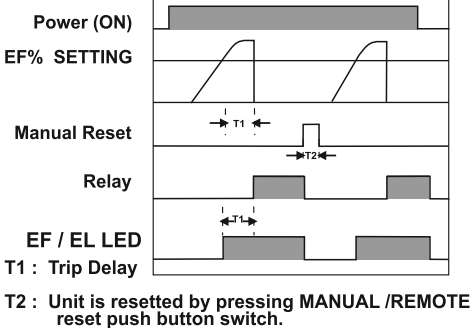 Power (ON)
EF% SETTING
T1
Manual Reset
T2
Relay
T1
EF / EL LED
T1 : Trip Delay
T2 : Unit is resetted by pressing MANUAL /REMOTE
reset push button switch.